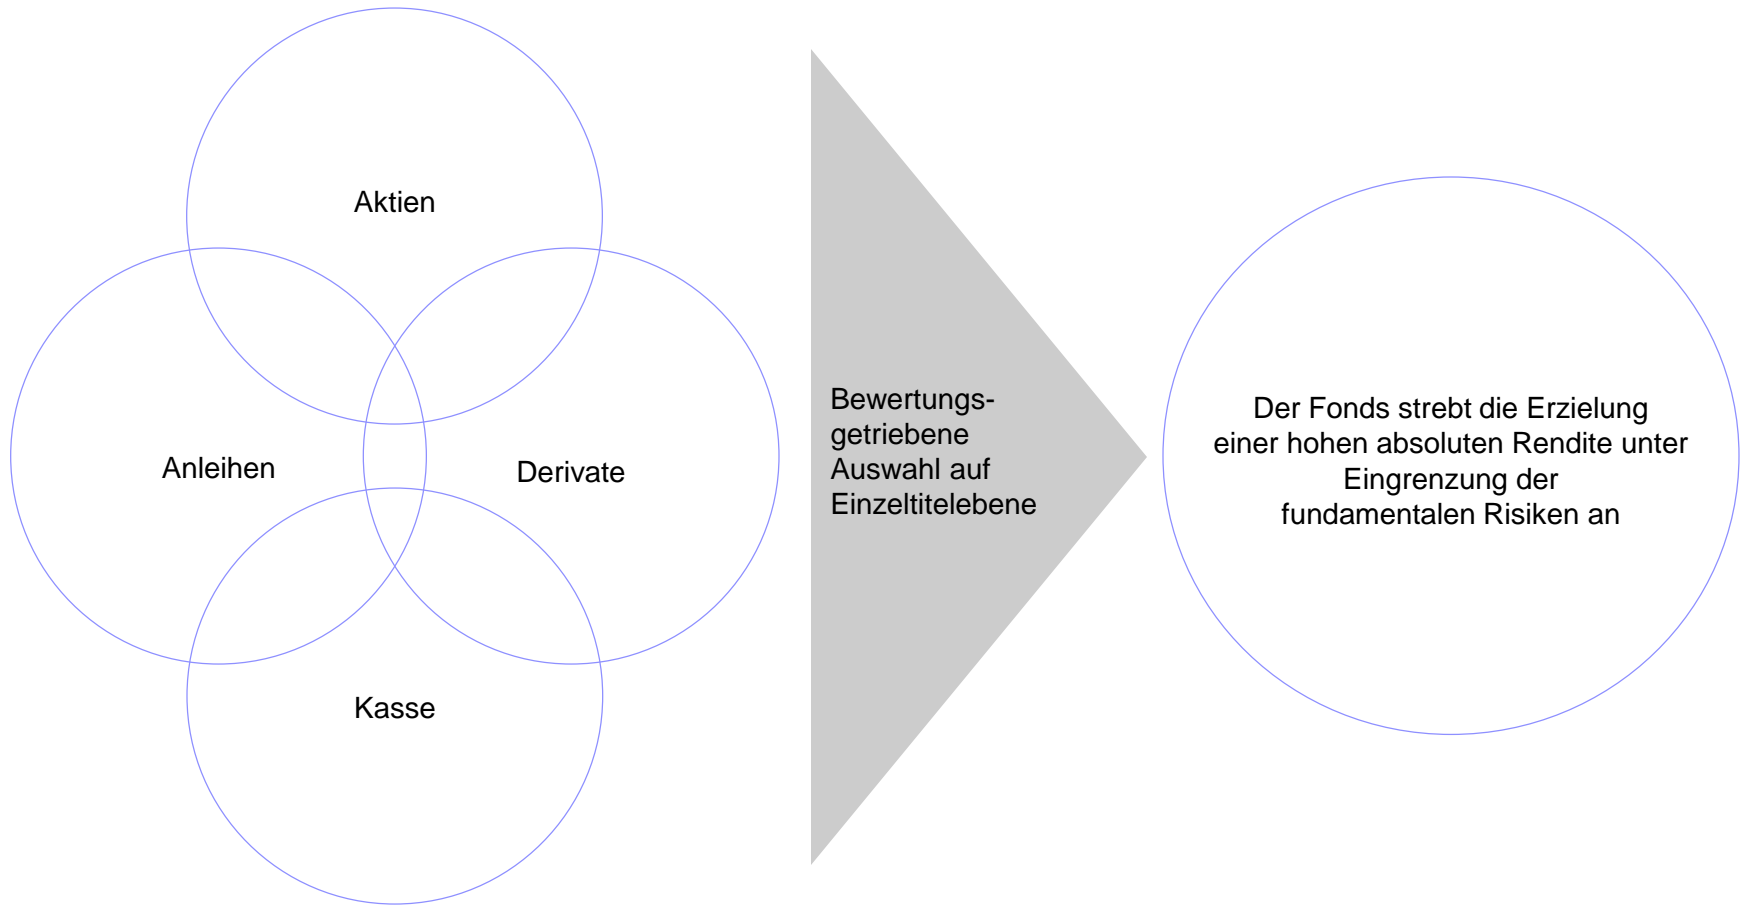 Aktien
Anleihen
Derivate
Kasse
Bewertungs-
getriebene
Auswahl auf
Einzeltitelebene
Der Fonds strebt die Erzielung
einer hohen absoluten Rendite unter
Eingrenzung der
fundamentalen Risiken an